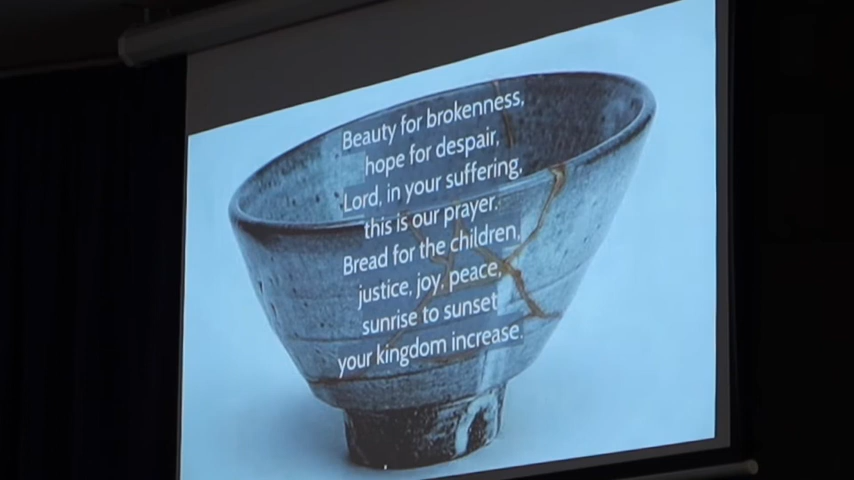 Beauty for brokenness,
hope for despair,
Lord, in your suffering,
this is our prayer.
Bread for the children,
justice, joy, peace,
sunrise to sunset
your kingdom increase.